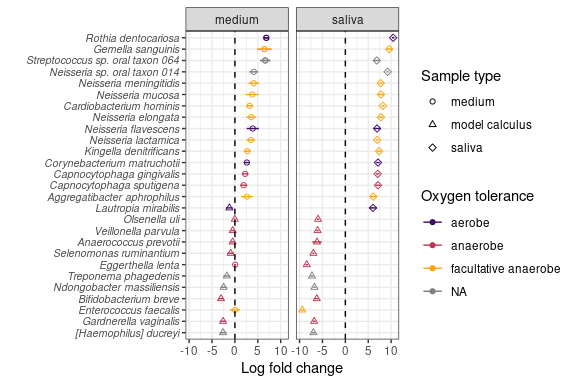 medium
saliva
Rothia dentocariosa
Gemella sanguinis
Streptococcus sp. oral taxon 064
Neisseria sp. oral taxon 014
Neisseria meningitidis
Neisseria mucosa
Cardiobacterium hominis
Neisseria elongata
Neisseria flavescens
Neisseria lactamica
Kingella denitrificans
Corynebacterium matruchotii
Capnocytophaga gingivalis
Capnocytophaga sputigena
Aggregatibacter aphrophilus
Lautropia mirabilis
Olsenella uli
Veillonella parvula
Anaerococcus prevotii
Selenomonas ruminantium
Eggerthella lenta
Treponema phagedenis
Ndongobacter massiliensis
Bifidobacterium breve
Enterococcus faecalis
Gardnerella vaginalis
[Haemophilus] ducreyi
-10 -5 0 5 10
-10 -5 0 5 10
Log fold change
Sample type
medium
model calculus
saliva
Oxygen tolerance
aerobe
anaerobe
facultative anaerobe
NA